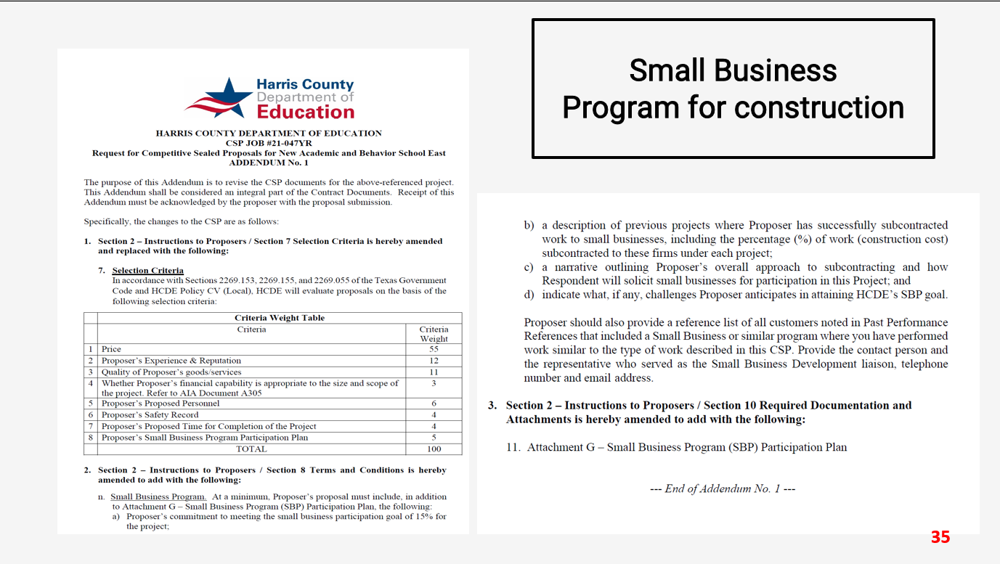 Small Business
Program for construction
Harris County
Department of
Education
HARRIS COUNTY DEPARTMENT OF EDUCATION
CSP JOB #21-047YR
Request for Competitive Sealed Proposals for New Academic and Behavior School East
ADDENDUM No. 1
The purpose of this Addendum is to revise the CSP documents for the above-referenced project.
This Addendum shall be considered an integral part of the Contract Documents. Receipt of this
Addendum must be acknowledged by the proposer with the proposal submission.
Specifically, the changes to the CSP are as follows:
1. Section 2 – Instructions to Proposers / Section 7 Selection Criteria is hereby amended
and replaced with the following:
7. Selection Criteria
In accordance with Sections 2269.153, 2269.155, and 2269.055 of the Texas Government
Code and HCDE Policy CV (Local), HCDE will evaluate proposals on the basis of the
following selection criteria:
Criteria Weight Table
Criteria Criteria
Weight
1 Price 55
2 Proposer's Experience & Reputation 12
3 Quality of Proposer's goods/services 11
4 Whether Proposer's financial capability is appropriate to the size and scope of 3
the project. Refer to AIA Document A305
5 Proposer's Proposed Personnel 6
6 Proposer's Safety Record 4
7 Proposer's Proposed Time for Completion of the Project 4
8 Proposer's Small Business Program Participation Plan 5
TOTAL 100
2. Section 2 – Instructions to Proposers / Section 8 Terms and Conditions is hereby
amended to add with the following:
n. Small Business Program. At a minimum, Proposer's proposal must include, in addition
to Attachment G – Small Business Program (SBP) Participation Plan, the following:
a) Proposer's commitment to meeting the small business participation goal of 15% for
the project;
b) a description of previous projects where Proposer has successfully subcontracted
work to small businesses, including the percentage (%) of work (construction cost)
subcontracted to these firms under each project;
c) a narrative outlining Proposer's overall approach to subcontracting and how
Respondent will solicit small businesses for participation in this Project; and
d) indicate what, if any, challenges Proposer anticipates in attaining HCDE's SBP goal.
Proposer should also provide a reference list of all customers noted in Past Performance
References that included a Small Business or similar program where you have performed
work similar to the type of work described in this CSP. Provide the contact person and
the representative who served as the Small Business Development liaison, telephone
number and email address.
3. Section 2 – Instructions to Proposers / Section 10 Required Documentation and
Attachments is hereby amended to add with the following:
11. Attachment G – Small Business Program (SBP) Participation Plan
--- End of Addendum No. 1 ---
35